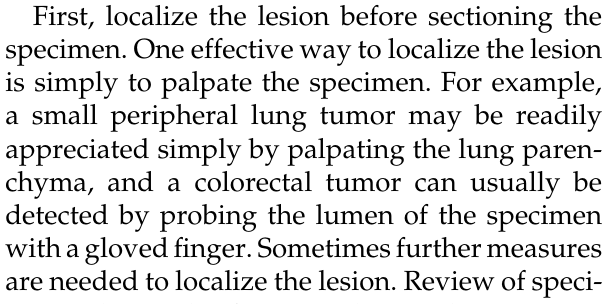 First, localize the lesion before sectioning the
specimen. One effective way to localize the lesion
is simply to palpate the specimen. For example,
a small peripheral lung tumor may be readily
appreciated simply by palpating the lung paren-
chyma, and a colorectal tumor can usually be
detected by probing the lumen of the specimen
with a gloved finger. Sometimes further measures
are needed to localize the lesion. Review of speci-